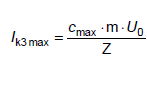 I_k3 max = (c_max · m · U_0) / Z